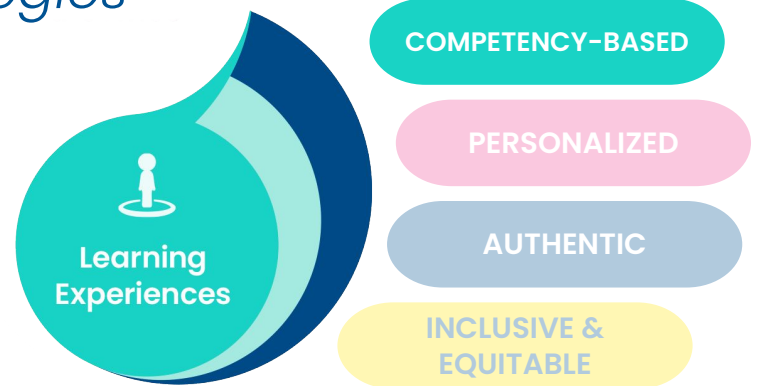 COMPETENCY-BASED
PERSONALIZED
AUTHENTIC
Learning
Experiences
INCLUSIVE &
EQUITABLE